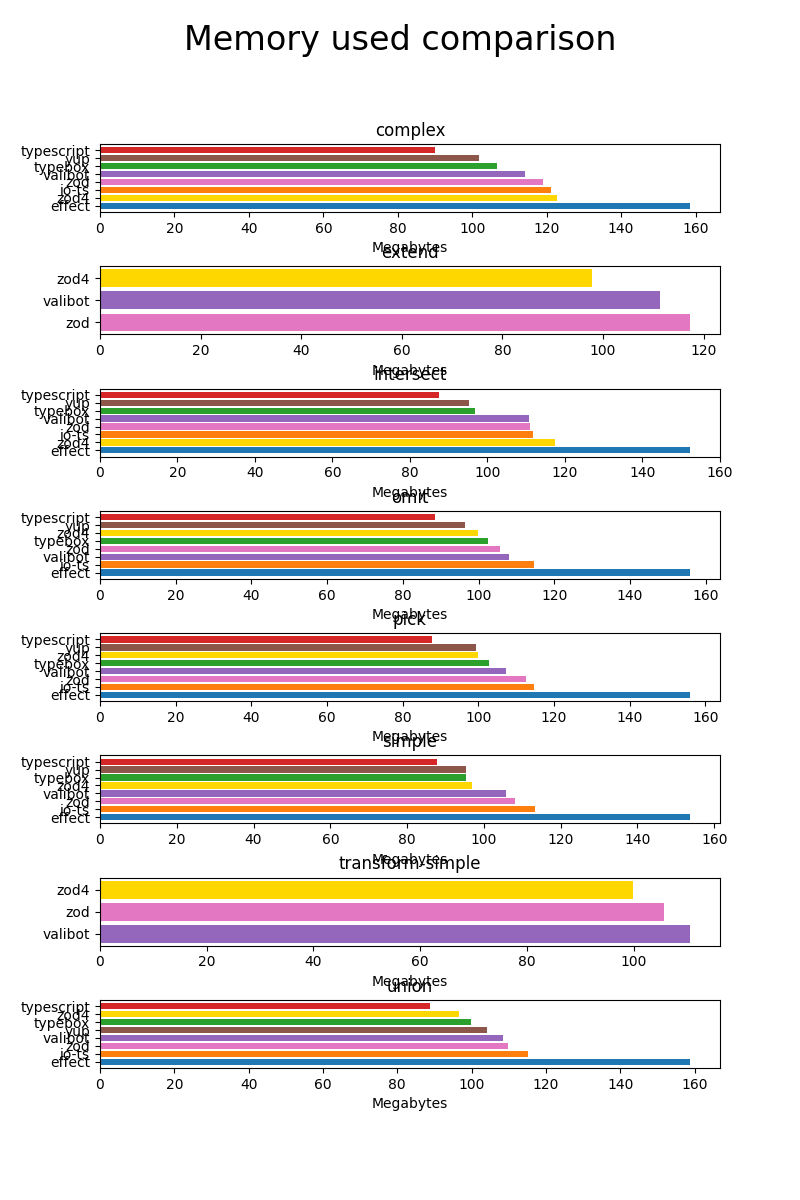 Memory used comparison
complex
typescript
yup
typebox
valibot
zod
io-ts
zod4
effect
0 20 40 60 80 100 120 140 160
Megabytes
extend
zod4
valibot
zod
0 20 40 60 80 100 120
Megabytes
intersect
typescript
yup
typebox
valibot
zod
io-ts
zod4
effect
0 20 40 60 80 100 120 140 160
Megabytes
omit
typescript
yup
zod4
typebox
zod
valibot
io-ts
effect
0 20 40 60 80 100 120 140 160
Megabytes
pick
typescript
yup
zod4
typebox
valibot
zod
io-ts
effect
0 20 40 60 80 100 120 140 160
Megabytes
simple
typescript
yup
typebox
zod4
valibot
zod
io-ts
effect
0 20 40 60 80 100 120 140 160
Megabytes
transform-simple
zod4
zod
valibot
0 20 40 60 80 100
Megabytes
union
typescript
zod4
typebox
yup
valibot
zod
io-ts
effect
0 20 40 60 80 100 120 140 160
Megabytes